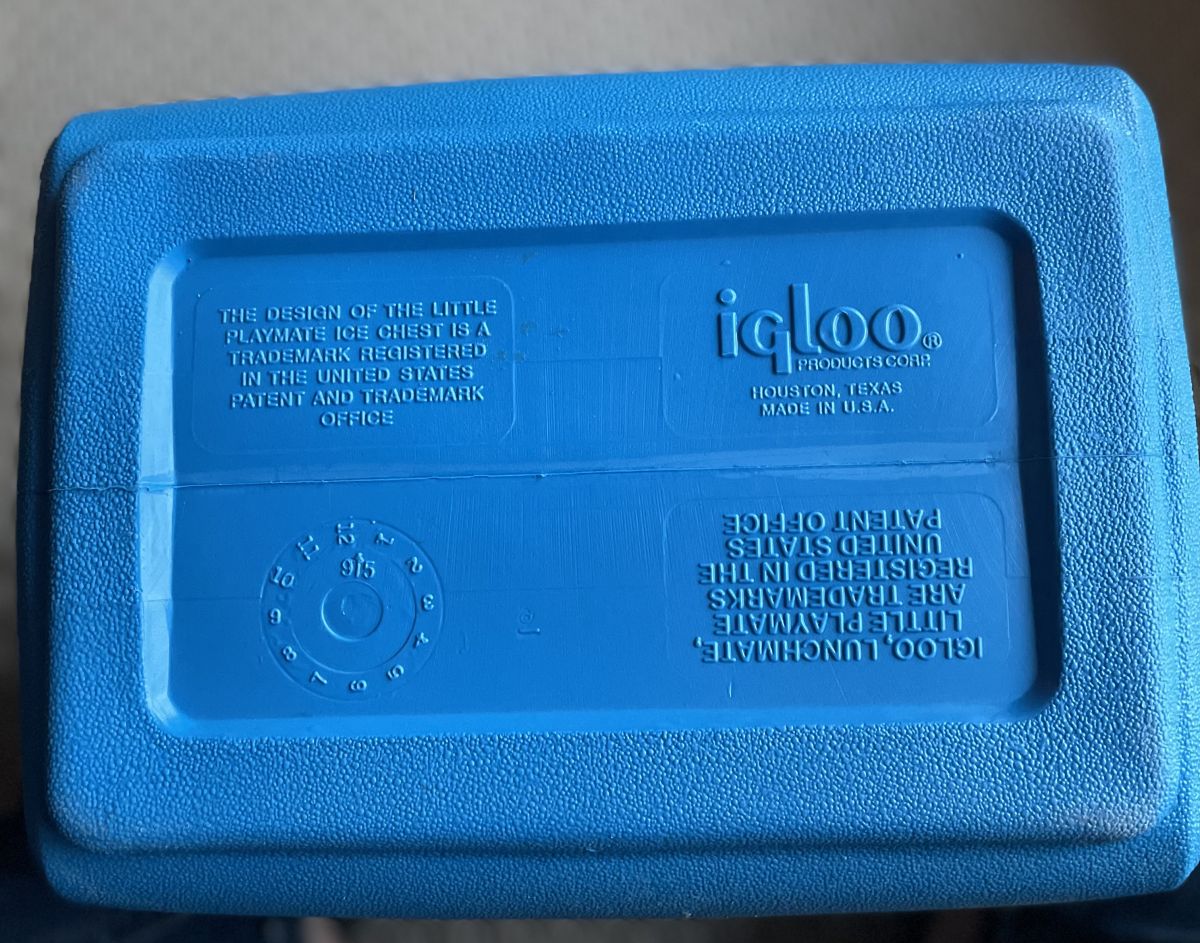 THE DESIGN OF THE LITTLE
PLAYMATE ICE CHEST IS A
TRADEMARK REGISTERED
IN THE UNITED STATES
PATENT AND TRADEMARK
OFFICE
igloo®
PRODUCTS CORP.
HOUSTON, TEXAS
MADE IN U.S.A.
12 1 2 3 4 5 6 7 8 9 10 11
IGLOO, LUNCHMATE,
LITTLE PLAYMATE
ARE TRADEMARKS
REGISTERED IN THE
UNITED STATES
PATENT OFFICE